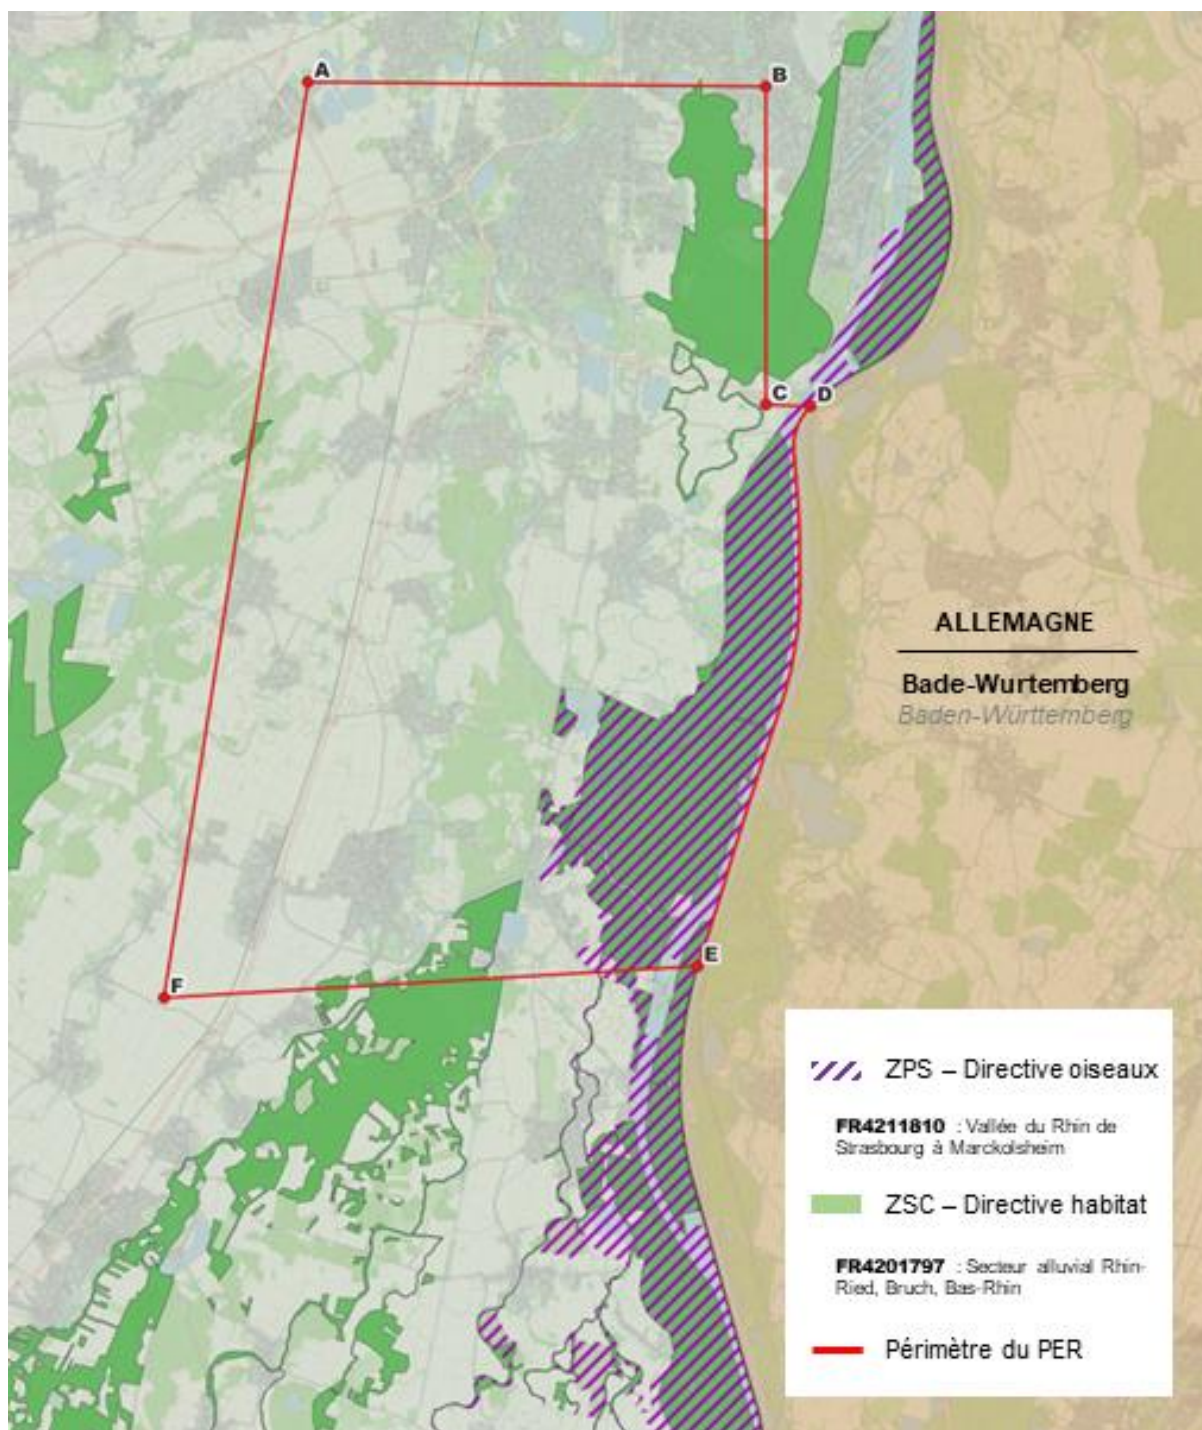 A
B
C
D
ALLEMAGNE
Bade-Wurtemberg
Baden-Württemberg
E
F
ZPS – Directive oiseaux
FR4211810 : Vallée du Rhin de
Strasbourg à Marckolsheim
ZSC – Directive habitat
FR4201797 : Secteur alluvial Rhin-
Ried, Bruch, Bas-Rhin
Périmètre du PER